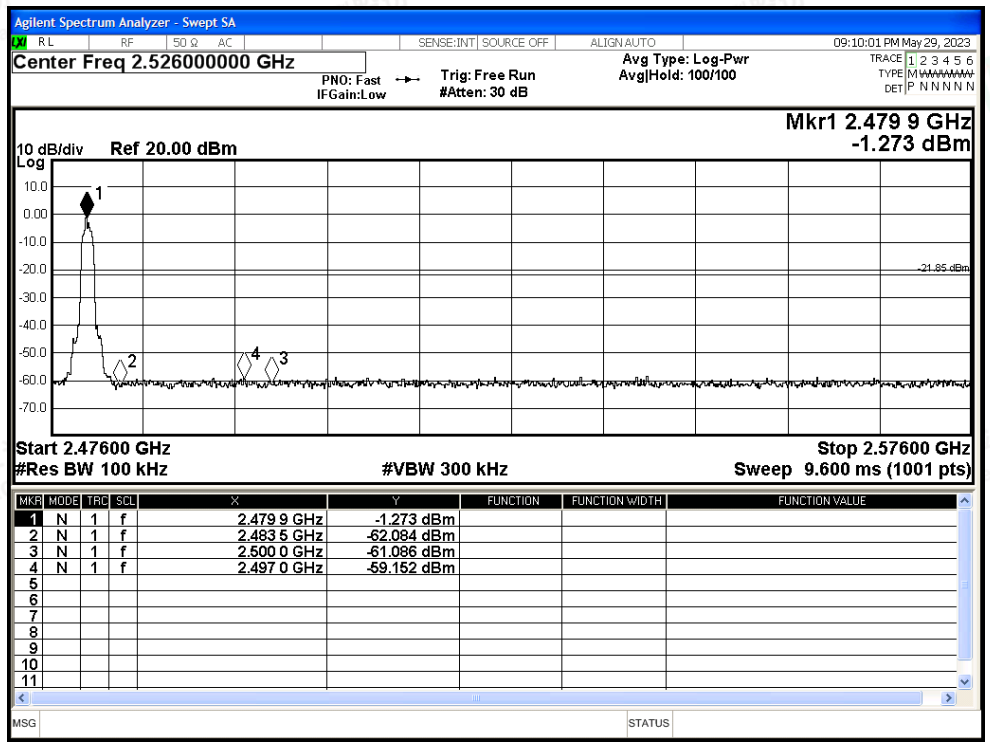 Agilent Spectrum Analyzer - Swept SA
LXI RL RF 50 Ω AC SENSE:INT SOURCE OFF ALIGN AUTO 09:10:01 PM May 29, 2023
Center Freq 2.526000000 GHz
PNO: Fast
IFGain:Low
Trig: Free Run
#Atten: 30 dB
Avg Type: Log-Pwr
Avg|Hold: 100/100
TRACE 1 2 3 4 5 6
TYPE M WWWWW
DET P N N N N N
Mkr1 2.479 9 GHz
-1.273 dBm
10 dB/div Ref 20.00 dBm
Log
10.0
0.00
-10.0
-20.0
-30.0
-40.0
-50.0
-60.0
-70.0
1
2
4
3
-21.85 dBm
Start 2.47600 GHz Stop 2.57600 GHz
#Res BW 100 kHz #VBW 300 kHz Sweep 9.600 ms (1001 pts)
MKR MODE TRC SCL X Y FUNCTION FUNCTION WIDTH FUNCTION VALUE
1 N 1 f 2.479 9 GHz -1.273 dBm
2 N 1 f 2.483 5 GHz -62.084 dBm
3 N 1 f 2.500 0 GHz -61.086 dBm
4 N 1 f 2.497 0 GHz -59.152 dBm
5
6
7
8
9
10
11
MSG STATUS